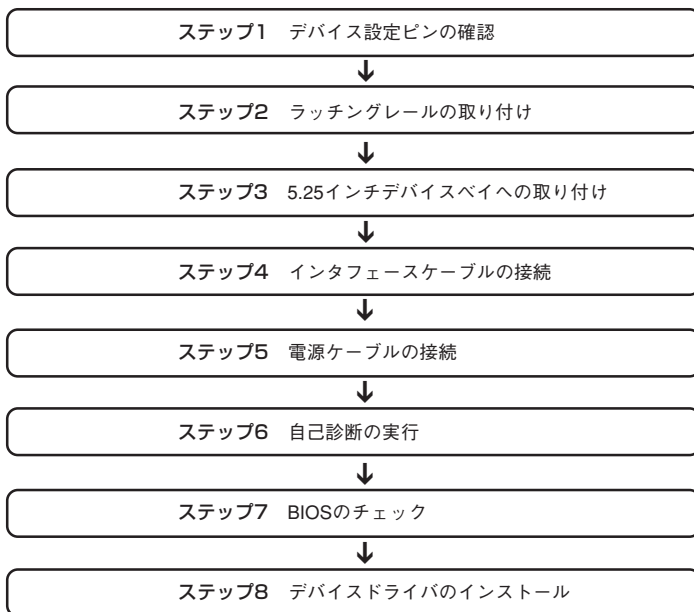 ステップ1 デバイス設定ピンの確認
ステップ2 ラッチングレールの取り付け
ステップ3 5.25インチデバイスベイへの取り付け
ステップ4 インタフェースケーブルの接続
ステップ5 電源ケーブルの接続
ステップ6 自己診断の実行
ステップ7 BIOSのチェック
ステップ8 デバイスドライバのインストール